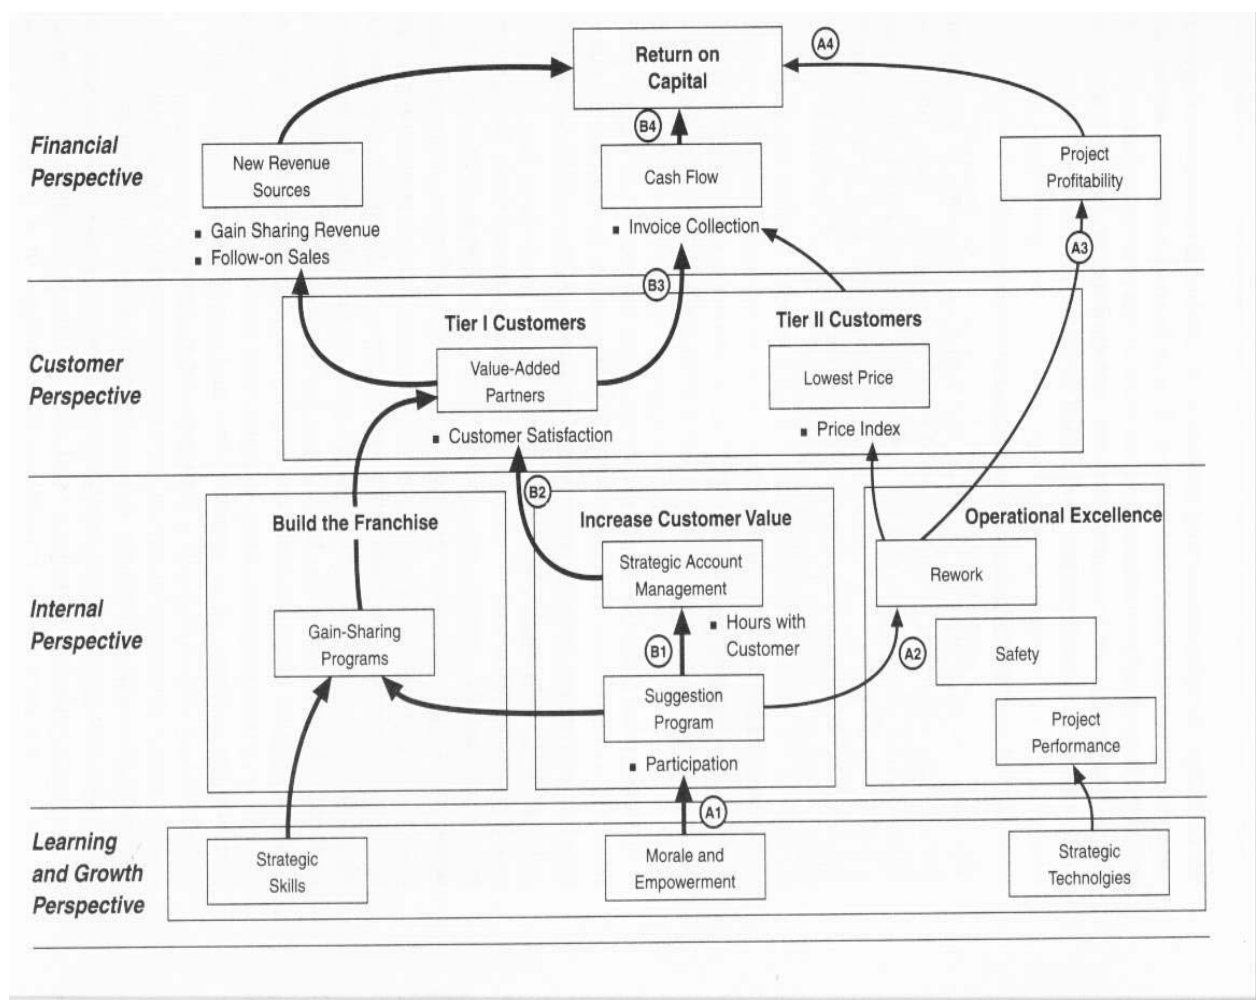 Return on
Capital
A4
B4
Financial
Perspective
New Revenue
Sources
Cash Flow
Project
Profitability
▪ Gain Sharing Revenue
▪ Follow-on Sales
▪ Invoice Collection
A3
B3
Customer
Perspective
Tier I Customers
Value-Added
Partners
▪ Customer Satisfaction
Tier II Customers
Lowest Price
▪ Price Index
B2
Internal
Perspective
Build the Franchise
Gain-Sharing
Programs
Increase Customer Value
Strategic Account
Management
▪ Hours with
Customer
B1
Suggestion
Program
▪ Participation
Operational Excellence
Rework
A2
Safety
Project
Performance
A1
Learning
and Growth
Perspective
Strategic
Skills
Morale and
Empowerment
Strategic
Technolgies